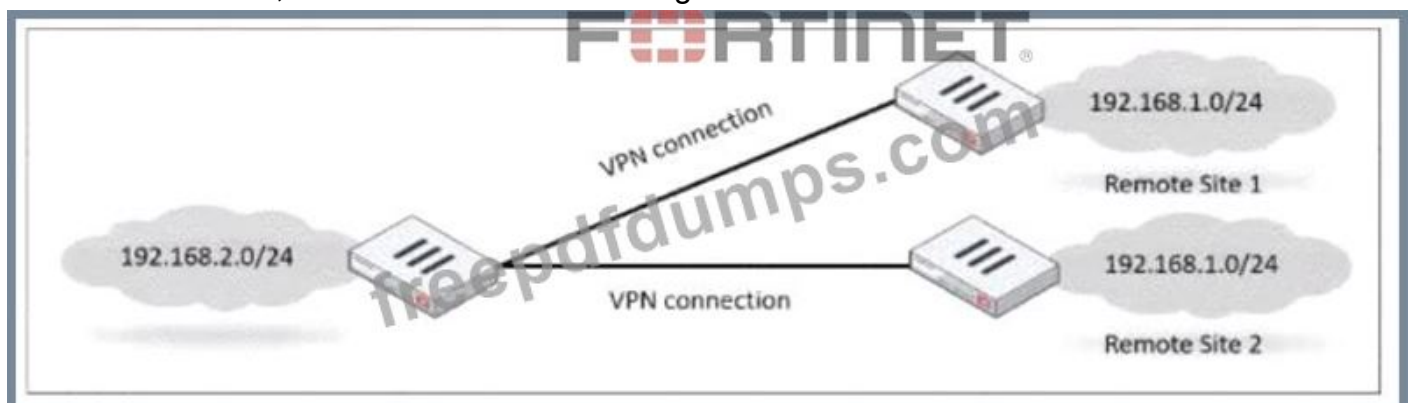 FORTINET®
VPN connection
192.168.1.0/24
Remote Site 1
192.168.2.0/24
VPN connection
192.168.1.0/24
Remote Site 2
freepdfdumps.com